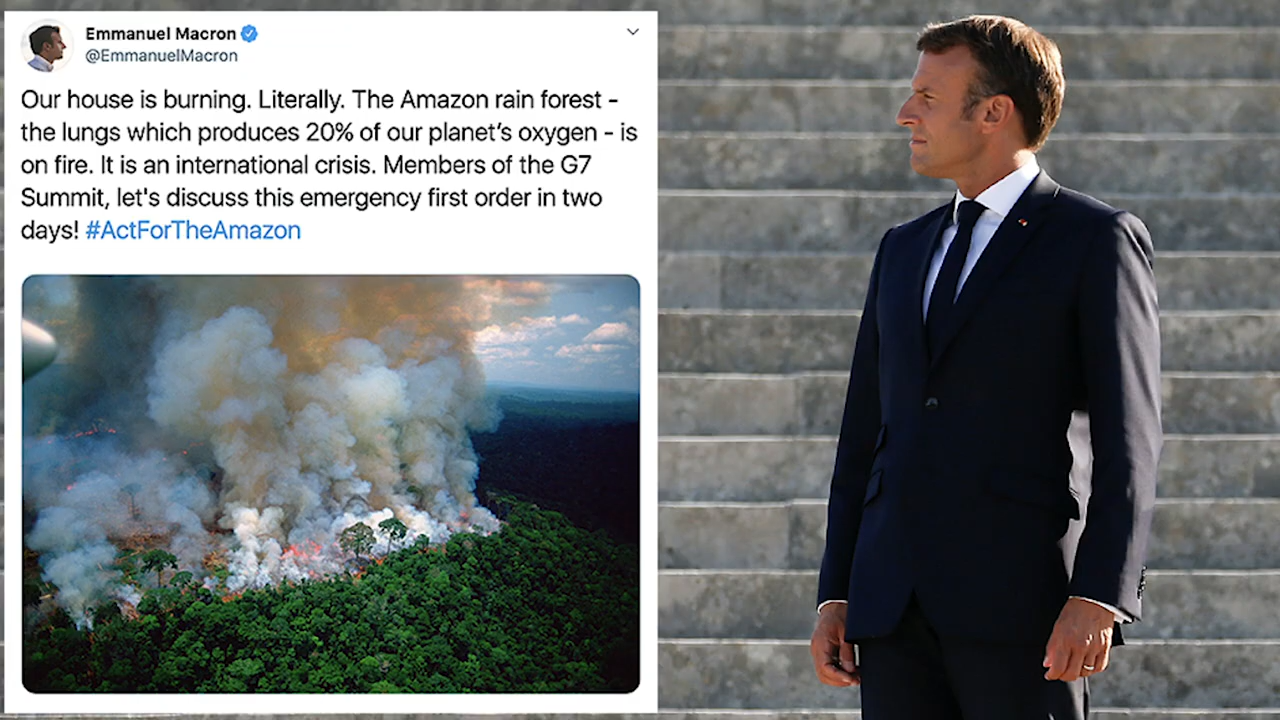 Emmanuel Macron
@EmmanuelMacron
Our house is burning. Literally. The Amazon rain forest -
the lungs which produces 20% of our planet’s oxygen - is
on fire. It is an international crisis. Members of the G7
Summit, let's discuss this emergency first order in two
days! #ActForTheAmazon